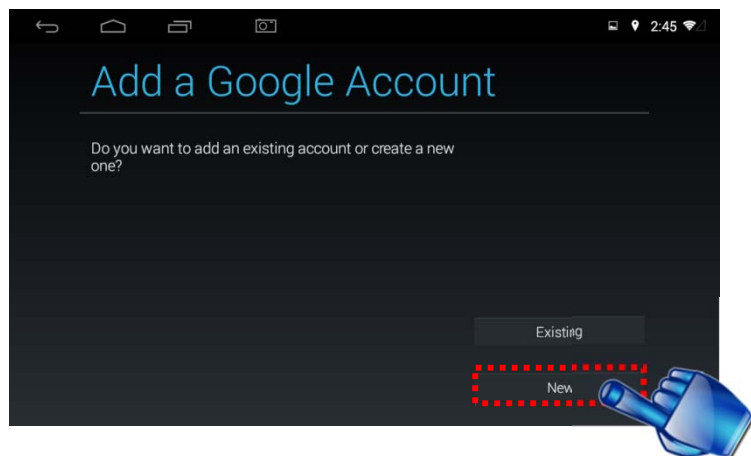 2:45
Add a Google Account
Do you want to add an existing account or create a new
one?
Existing
New